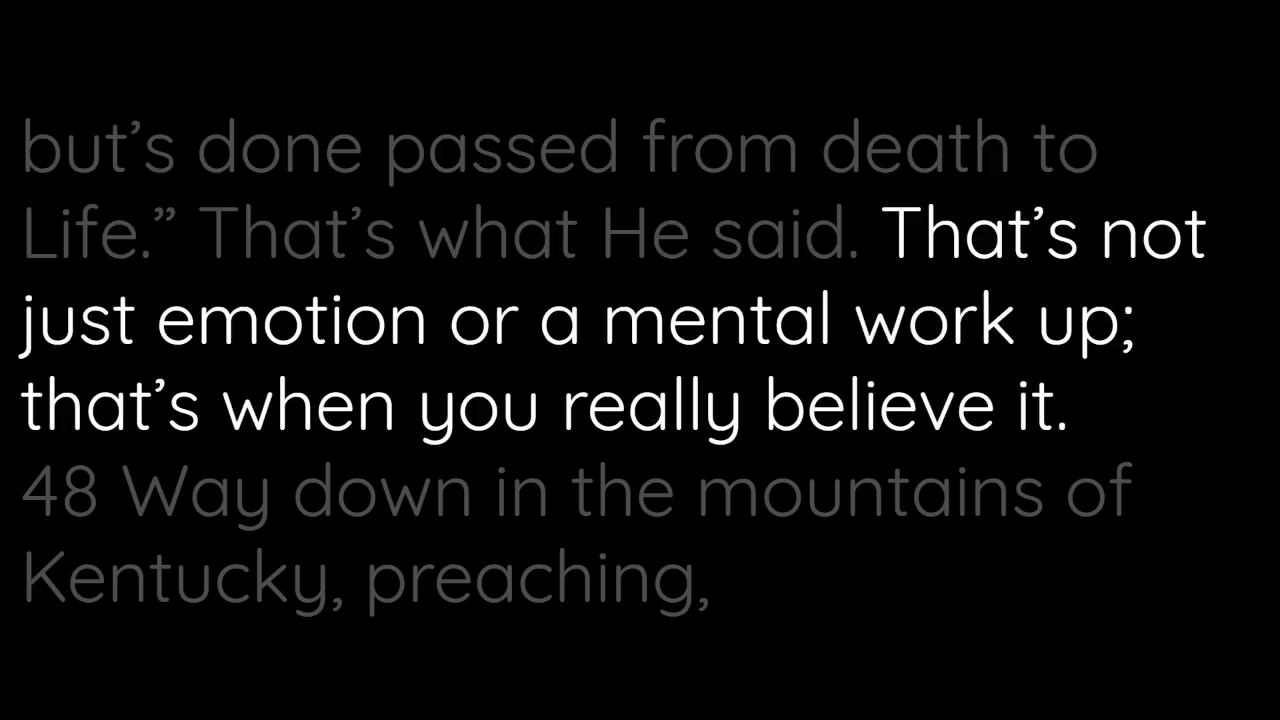 but’s done passed from death to
Life.” That’s what He said. That’s not
just emotion or a mental work up;
that’s when you really believe it.
48 Way down in the mountains of
Kentucky, preaching,